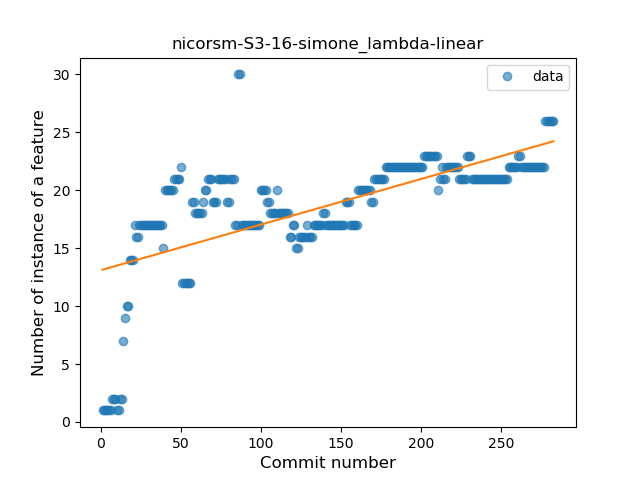 nicorsm-S3-16-simone_lambda-linear
data
Number of instance of a feature
30
25
20
15
10
5
0
0 50 100 150 200 250
Commit number